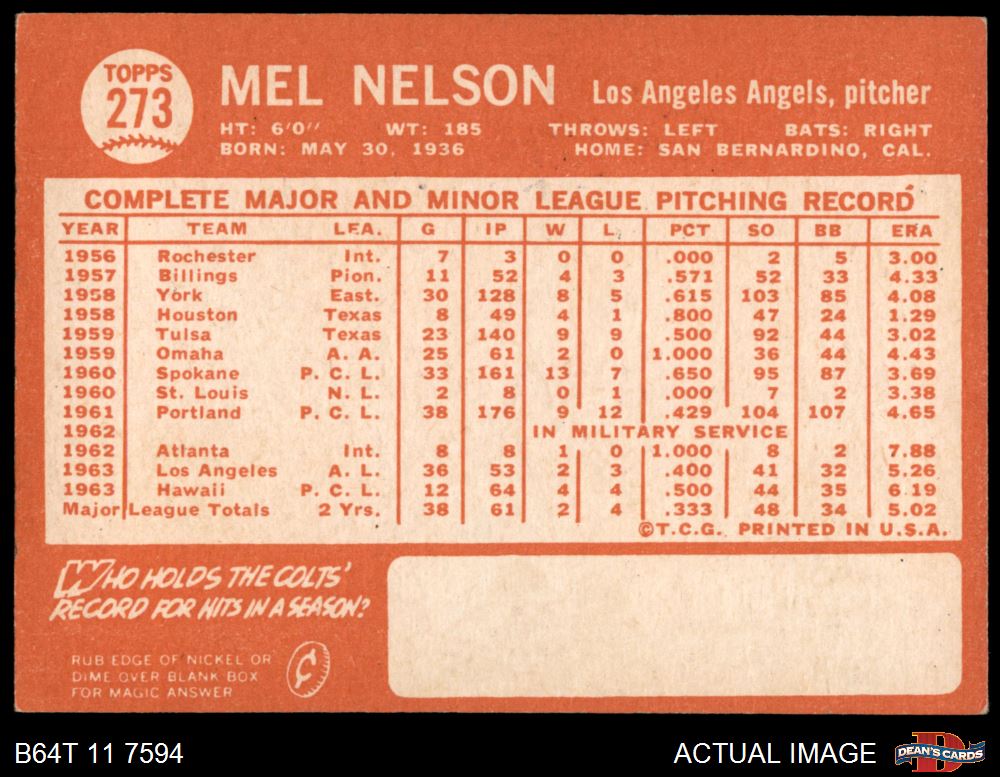 TOPPS
273
MEL NELSON Los Angeles Angels, pitcher
HT: 6'0" WT: 185 THROWS: LEFT BATS: RIGHT
BORN: MAY 30, 1936 HOME: SAN BERNARDINO, CAL.
COMPLETE MAJOR AND MINOR LEAGUE PITCHING RECORD
YEAR TEAM LEA. G IP W L PCT SO BB ERA
1956 Rochester Int. 7 3 0 0 .000 2 5 3.00
1957 Billings Pion. 11 52 4 3 .571 52 33 4.33
1958 York East. 30 128 8 5 .615 103 85 4.08
1958 Houston Texas 8 49 4 1 .800 47 24 1.29
1959 Tulsa Texas 23 140 9 9 .500 92 44 3.02
1959 Omaha A. A. 25 61 2 0 1.000 36 44 4.43
1960 Spokane P. C. L. 33 161 13 7 .650 95 87 3.69
1960 St. Louis N. L. 2 8 0 1 .000 7 2 3.38
1961 Portland P. C. L. 38 176 9 12 .429 104 107 4.65
1962 IN MILITARY SERVICE
1962 Atlanta Int. 8 8 1 0 1.000 8 2 7.88
1963 Los Angeles A. L. 36 53 2 3 .400 41 32 5.26
1963 Hawaii P. C. L. 12 64 4 4 .500 44 35 6.19
Major League Totals 2 Yrs. 38 61 2 4 .333 48 34 5.02
©T.C.G. PRINTED IN U.S.A.
WHO HOLDS THE COLTS'
RECORD FOR HITS IN A SEASON?
RUB EDGE OF NICKEL OR
DIME OVER BLANK BOX
FOR MAGIC ANSWER
B64T 11 7594 ACTUAL IMAGE DEAN'S CARDS